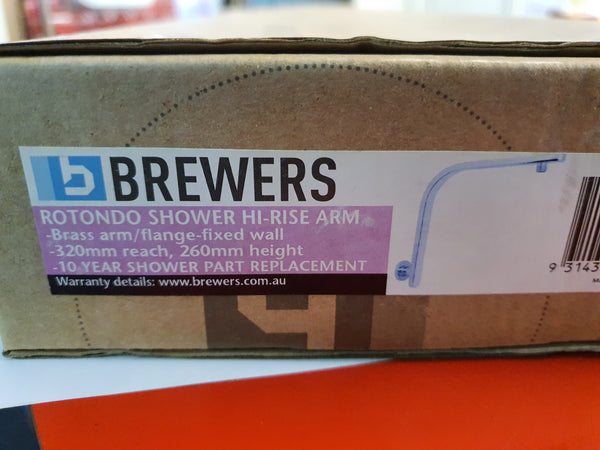 b BREWERS
ROTONDO SHOWER HI-RISE ARM
-Brass arm/flange-fixed wall
-320mm reach, 260mm height
-10 YEAR SHOWER PART REPLACEMENT
Warranty details: www.brewers.com.au
9 3143